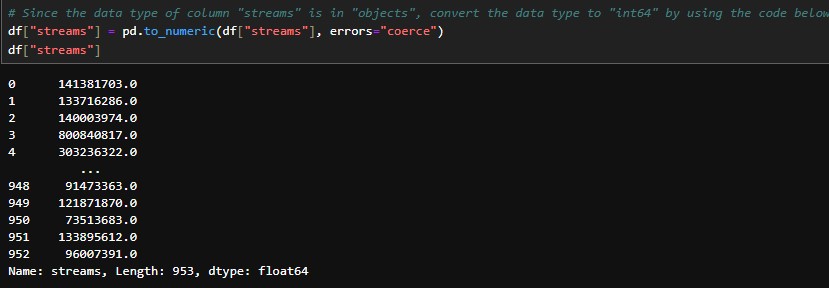 # Since the data type of column "streams" is in "objects", convert the data type to "int64" by using the code below
df["streams"] = pd.to_numeric(df["streams"], errors="coerce")
df["streams"]
0 141381703.0
1 133716286.0
2 140003974.0
3 800840817.0
4 303236322.0
...
948 91473363.0
949 121871870.0
950 73513683.0
951 133895612.0
952 96007391.0
Name: streams, Length: 953, dtype: float64